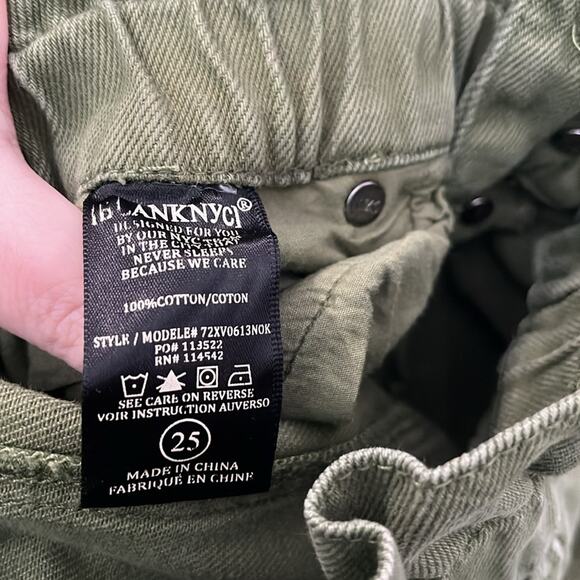 [BLANKNYC]®
DESIGNED FOR YOU
BY OUR NYC
IN THE CITY THAT
NEVER SLEEPS
BECAUSE WE CARE
100%COTTON/COTON
STYLE / MODELE# 72XV0613NOK
PO# 113522
RN# 114542
SEE CARE ON REVERSE
VOIR INSTRUCTION AUVERSO
25
MADE IN CHINA
FABRIQUÉ EN CHINE